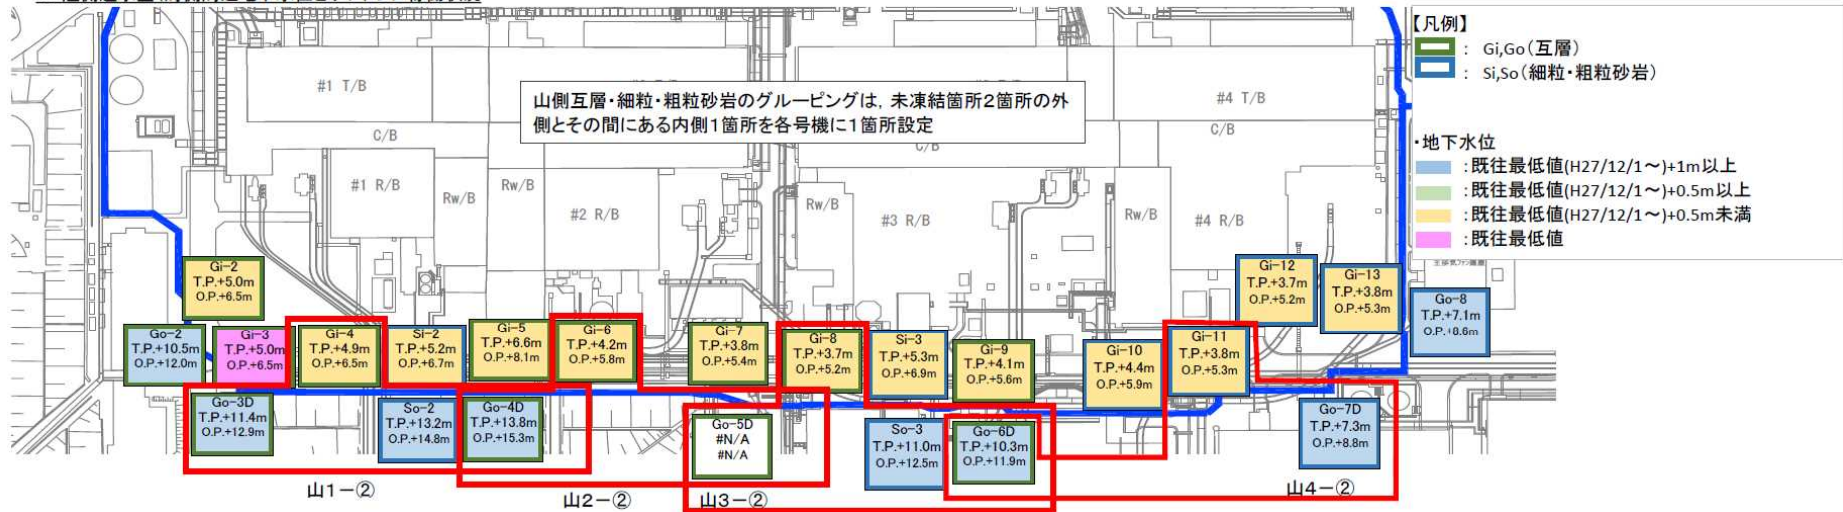 【凡例】
： Gi,Go（互層）
： Si,So（細粒・粗粒砂岩）
・地下水位
：既往最低値(H27/12/1～)+1m以上
：既往最低値(H27/12/1～)+0.5m以上
：既往最低値(H27/12/1～)+0.5m未満
：既往最低値
#1 T/B
山側互層・細粒・粗粒砂岩のグルーピングは，未凍結箇所２箇所の外
側とその間にある内側１箇所を各号機に１箇所設定
#4 T/B
C/B
C/B
C/B
#1 R/B
Rw/B
Rw/B
#2 R/B
Rw/B
#3 R/B
Rw/B
#4 R/B
Gi-2
T.P.+5.0m
O.P.+6.5m
Gi-12
T.P.+3.7m
O.P.+5.2m
Gi-13
T.P.+3.8m
O.P.+5.3m
Go-8
T.P.+7.1m
O.P.+8.6m
Go-2
T.P.+10.5m
O.P.+12.0m
Gi-3
T.P.+5.0m
O.P.+6.5m
Gi-4
T.P.+4.9m
O.P.+6.5m
Si-2
T.P.+5.2m
O.P.+6.7m
Gi-5
T.P.+6.6m
O.P.+8.1m
Gi-6
T.P.+4.2m
O.P.+5.8m
Gi-7
T.P.+3.8m
O.P.+5.4m
Gi-8
T.P.+3.7m
O.P.+5.2m
Si-3
T.P.+5.3m
O.P.+6.9m
Gi-9
T.P.+4.1m
O.P.+5.6m
Gi-10
T.P.+4.4m
O.P.+5.9m
Gi-11
T.P.+3.8m
O.P.+5.3m
Go-3D
T.P.+11.4m
O.P.+12.9m
So-2
T.P.+13.2m
O.P.+14.8m
Go-4D
T.P.+13.8m
O.P.+15.3m
Go-5D
#N/A
#N/A
So-3
T.P.+11.0m
O.P.+12.5m
Go-6D
T.P.+10.3m
O.P.+11.9m
Go-7D
T.P.+7.3m
O.P.+8.8m
山1－②
山2－②
山3－②
山4－②